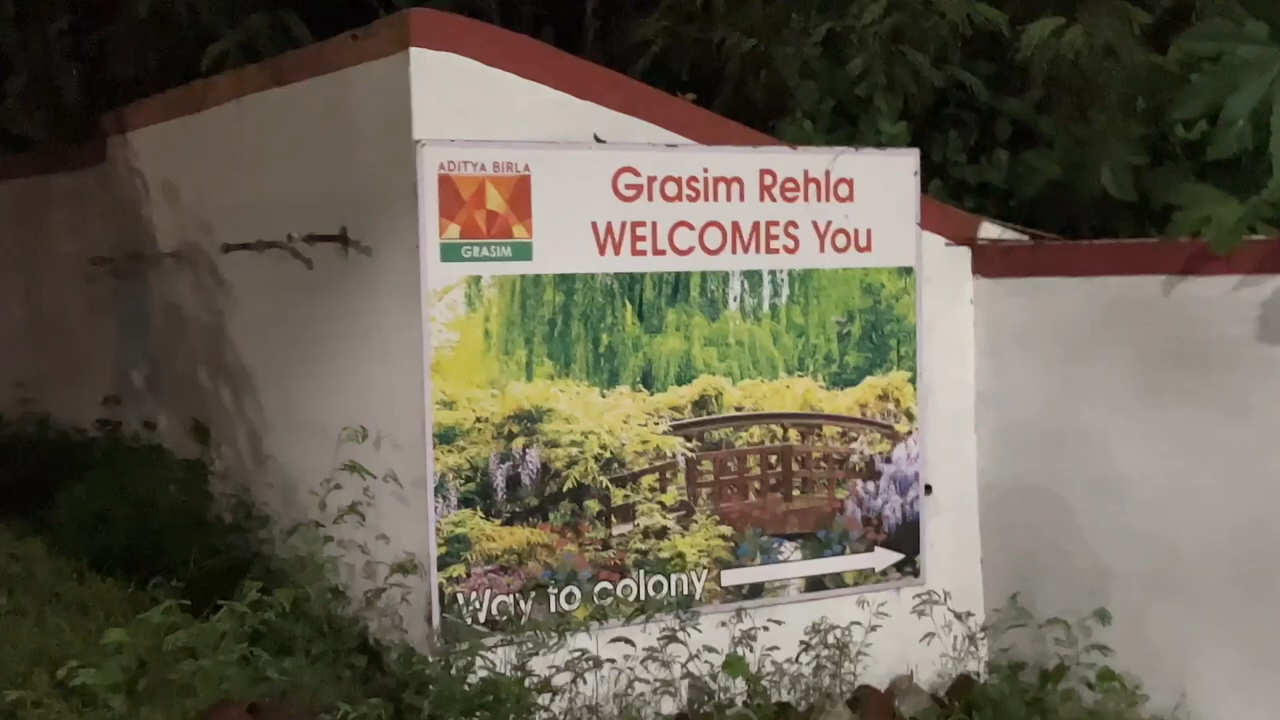 ADITYA BIRLA
GRASIM
Grasim Rehla
WELCOMES You
Way to colony